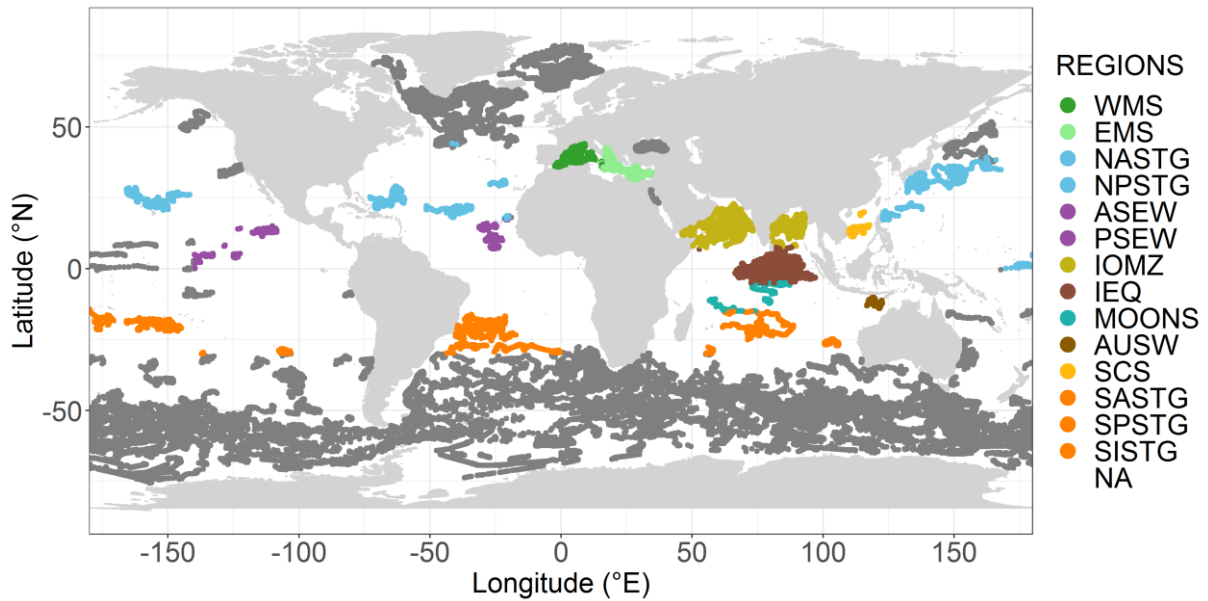 REGIONS
WMS
EMS
NASTG
NPSTG
ASEW
PSEW
IOMZ
IEQ
MOONS
AUSW
SCS
SASTG
SPSTG
SISTG
NA
Latitude (°N)
50
0
-50
-150 -100 -50 0 50 100 150
Longitude (°E)